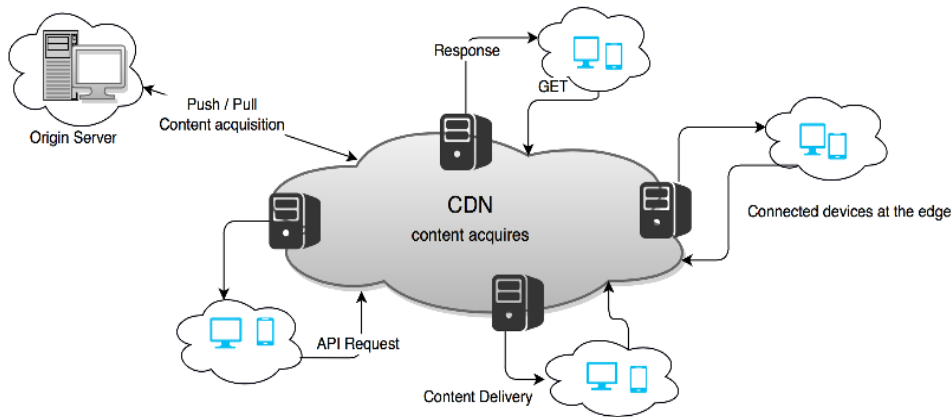 Response
GET
Push / Pull
Content acquisition
Origin Server
CDN
content acquires
Connected devices at the edge
API Request
Content Delivery